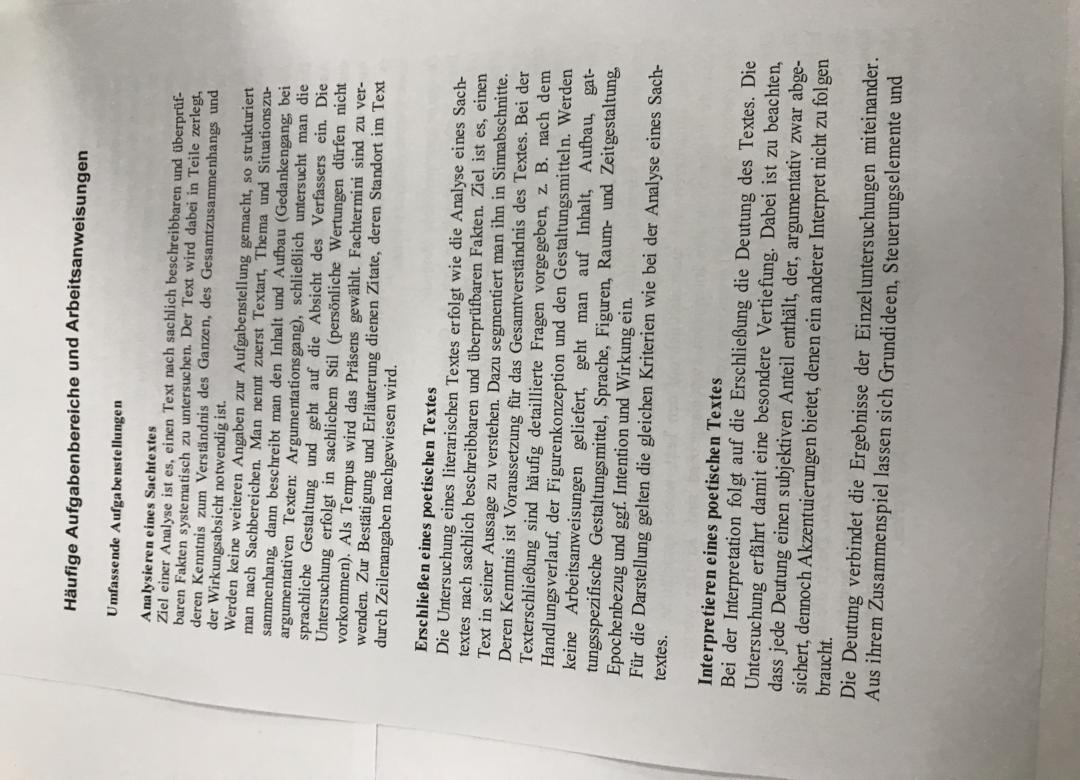 Häufige Aufgabenbereiche und Arbeitsanweisungen
Umfassende Aufgabenstellungen
Analysieren eines Sachtextes
Ziel einer Analyse ist es, einen Text nach sachlich beschreibbaren und überprüf-
baren Fakten systematisch zu untersuchen. Der Text wird dabei in Teile zerlegt,
deren Kenntnis zum Verständnis des Ganzen, des Gesamtzusammenhangs und
der Wirkungsabsicht notwendig ist.
Werden keine weiteren Angaben zur Aufgabenstellung gemacht, so strukturiert
man nach Sachbereichen. Man nennt zuerst Textart, Thema und Situationszu-
sammenhang, dann beschreibt man den Inhalt und Aufbau (Gedankengang; bei
argumentativen Texten: Argumentationsgang), schließlich untersucht man die
sprachliche Gestaltung und geht auf die Absicht des Verfassers ein. Die
Untersuchung erfolgt in sachlichem Stil (persönliche Wertungen dürfen nicht
vorkommen). Als Tempus wird das Präsens gewählt. Fachtermini sind zu ver-
wenden. Zur Bestätigung und Erläuterung dienen Zitate, deren Standort im Text
durch Zeilenangaben nachgewiesen wird.
Erschließen eines poetischen Textes
Die Untersuchung eines literarischen Textes erfolgt wie die Analyse eines Sach-
textes nach sachlich beschreibbaren und überprüfbaren Fakten. Ziel ist es, einen
Text in seiner Aussage zu verstehen. Dazu segmentiert man ihn in Sinnabschnitte.
Deren Kenntnis ist Voraussetzung für das Gesamtverständnis des Textes. Bei der
Texterschließung sind häufig detaillierte Fragen vorgegeben, z. B. nach dem
Handlungsverlauf, der Figurenkonzeption und den Gestaltungsmitteln. Werden
keine Arbeitsanweisungen geliefert, geht man auf Inhalt, Aufbau, gat-
tungsspezifische Gestaltungsmittel, Sprache, Figuren, Raum- und Zeitgestaltung,
Epochenbezug und ggf. Intention und Wirkung ein.
Für die Darstellung gelten die gleichen Kriterien wie bei der Analyse eines Sach-
textes.
Interpretieren eines poetischen Textes
Bei der Interpretation folgt auf die Erschließung die Deutung des Textes. Die
Untersuchung erfährt damit eine besondere Vertiefung. Dabei ist zu beachten,
dass jede Deutung einen subjektiven Anteil enthält, der, argumentativ zwar abge-
sichert, dennoch Akzentuierungen bietet, denen ein anderer Interpret nicht zu folgen
braucht.
Die Deutung verbindet die Ergebnisse der Einzeluntersuchungen miteinander.
Aus ihrem Zusammenspiel lassen sich Grundideen, Steuerungselemente und